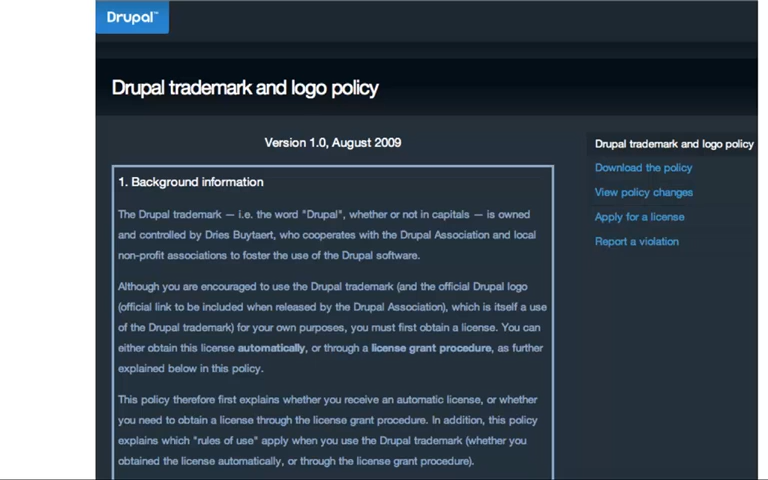 Drupal™
Drupal trademark and logo policy
Version 1.0, August 2009
1. Background information
The Drupal trademark — i.e. the word "Drupal", whether or not in capitals — is owned
and controlled by Dries Buytaert, who cooperates with the Drupal Association and local
non-profit associations to foster the use of the Drupal software.
Although you are encouraged to use the Drupal trademark (and the official Drupal logo
(official link to be included when released by the Drupal Association), which is itself a use
of the Drupal trademark) for your own purposes, you must first obtain a license. You can
either obtain this license automatically, or through a license grant procedure, as further
explained below in this policy.
This policy therefore first explains whether you receive an automatic license, or whether
you need to obtain a license through the license grant procedure. In addition, this policy
explains which "rules of use" apply when you use the Drupal trademark (whether you
obtained the license automatically, or through the license grant procedure).
Drupal trademark and logo policy
Download the policy
View policy changes
Apply for a license
Report a violation